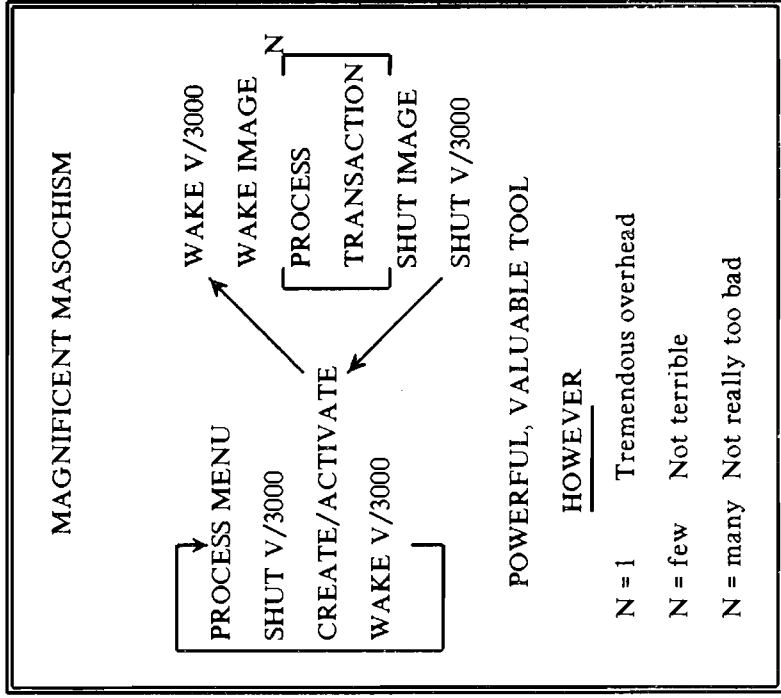 MAGNIFICENT MASOCHISM
PROCESS MENU
SHUT V/3000
CREATE/ACTIVATE
WAKE V/3000
WAKE V/3000
WAKE IMAGE
PROCESS
TRANSACTION
N
SHUT IMAGE
SHUT V/3000
POWERFUL, VALUABLE TOOL
HOWEVER
N = 1 Tremendous overhead
N = few Not terrible
N = many Not really too bad